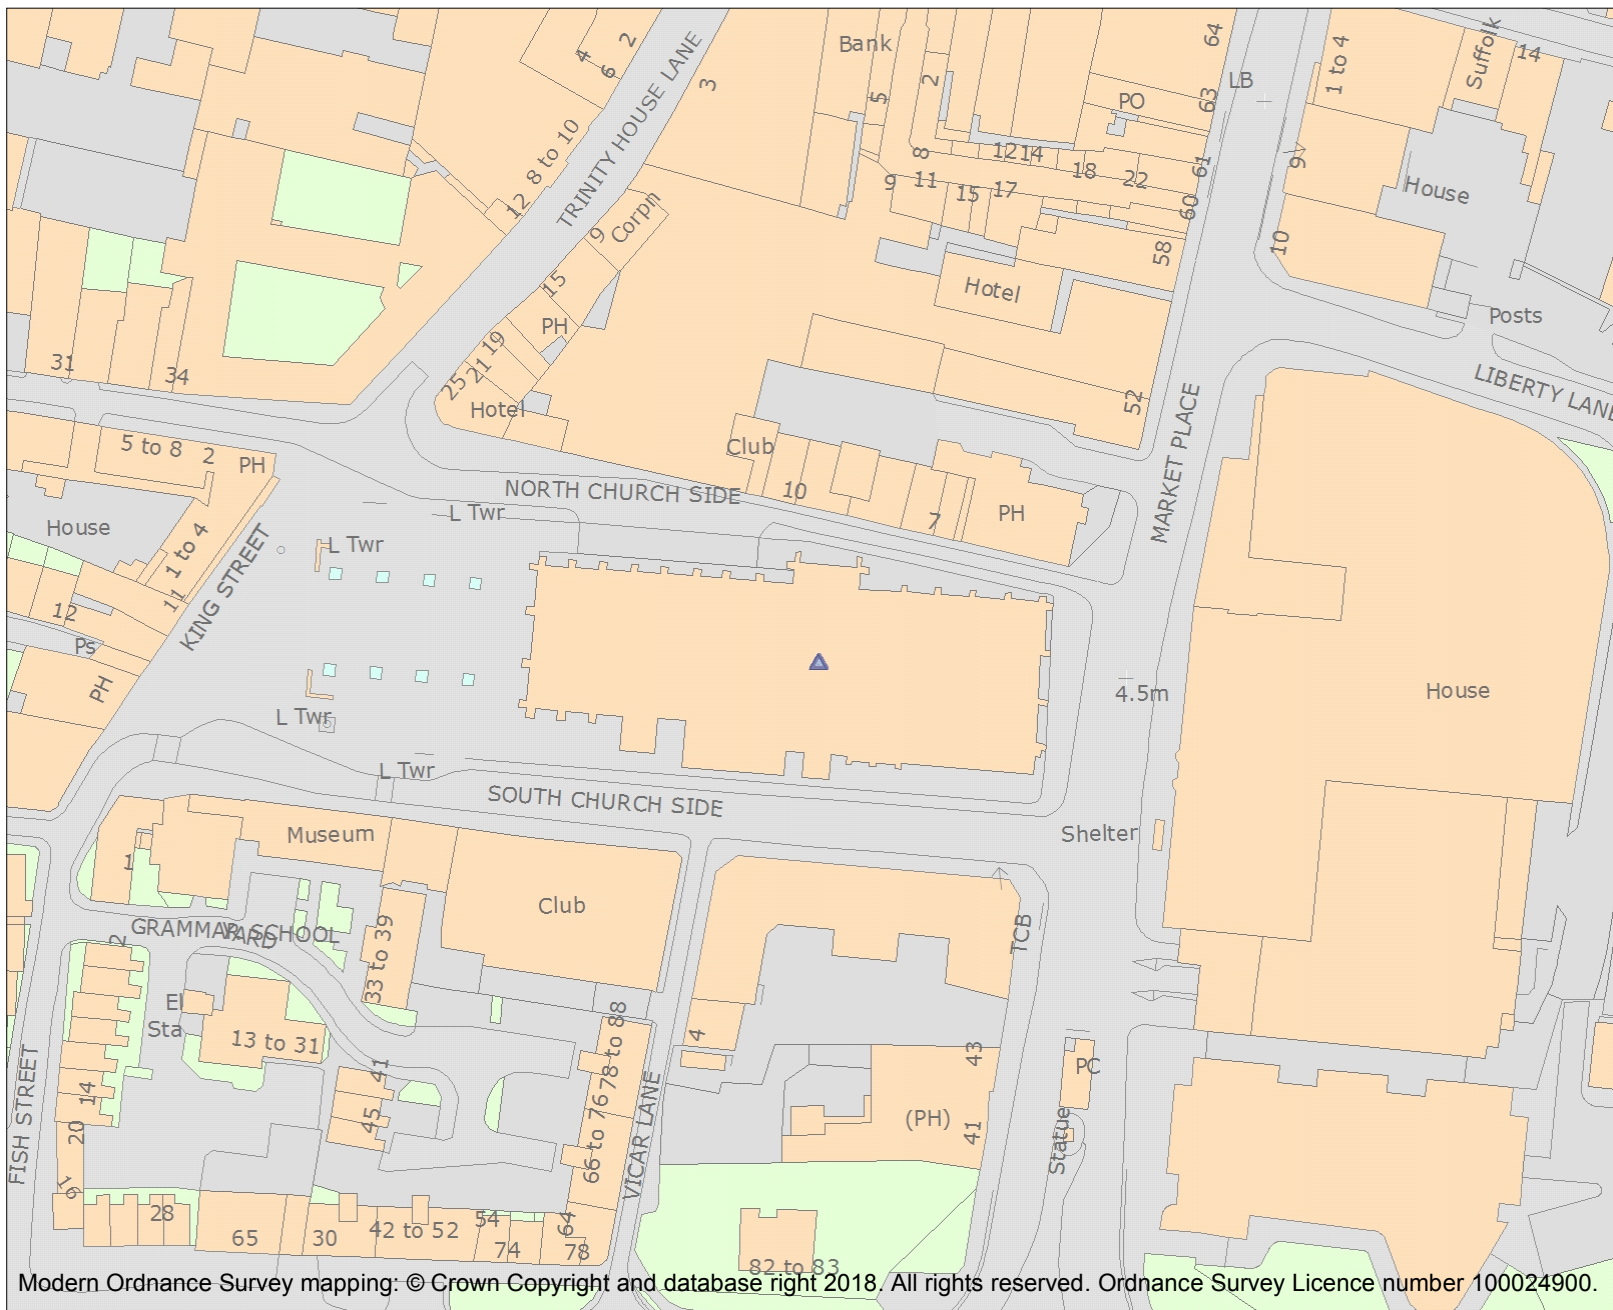 2
4
6
TRINITY HOUSE LANE
3
Bank
5
2
64
LB
1 to 4
Suffolk
14
PO
63
12 8 to 10
8
12 14
18
22
61
9
House
9
11
15
17
60
Corpn
9
58
10
15
Hotel
Posts
PH
19
21
25
31
34
Hotel
52
LIBERTY LANE
MARKET PLACE
5 to 8
2
PH
Club
10
NORTH CHURCH SIDE
L Twr
7
PH
House
1 to 4
L Twr
KING STREET
11
12
Ps
PH
4.5m
House
L Twr
L Twr
SOUTH CHURCH SIDE
Museum
Shelter
1
Club
GRAMMAR SCHOOL
YARD
2
33 to 39
TCB
El
Sta
13 to 31
4
43
41
PC
78 to 88
FISH STREET
14
45
66 to 76
VICAR LANE
(PH)
41
Statue
20
16
28
65
30
42 to 52
54
74
64
78
82 to 83
Modern Ordnance Survey mapping: © Crown Copyright and database right 2018. All rights reserved. Ordnance Survey Licence number 100024900.